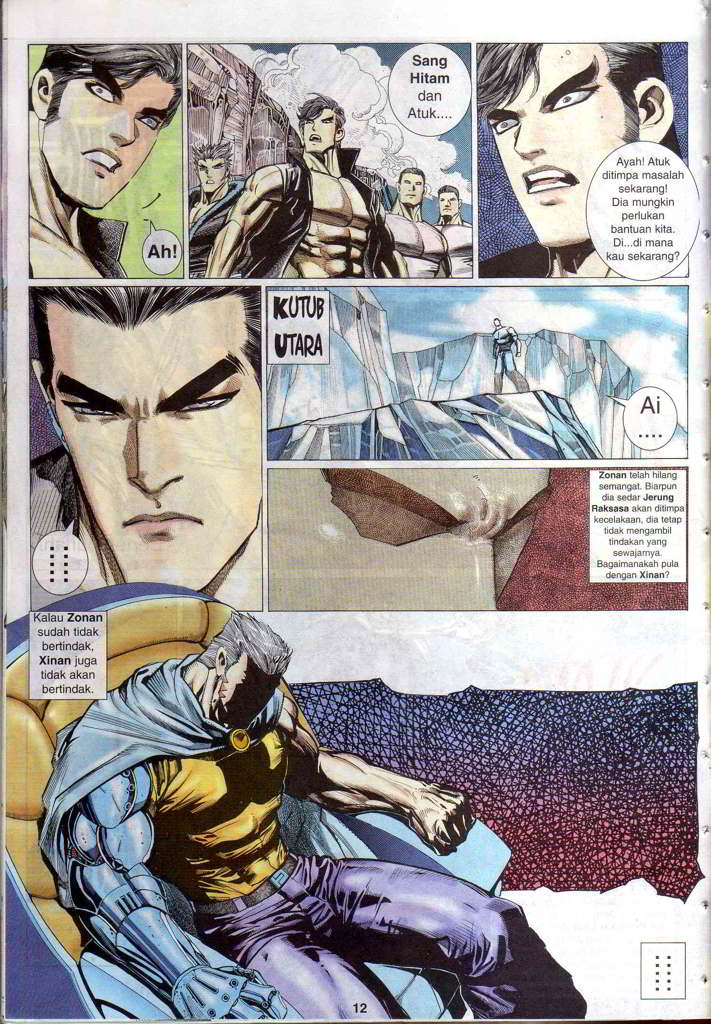 Ah!
Sang
Hitam
dan
Atuk....
Ayah! Atuk
ditimpa masalah
sekarang!
Dia mungkin
perlukan
bantuan kita.
Di...di mana
kau sekarang?
KUTUB
UTARA
Ai
....
Zonan telah hilang
semangat. Biarpun
dia sedar Jerung
Raksasa akan ditimpa
kecelakaan, dia tetap
tidak mengambil
tindakan yang
sewajarnya.
Bagaimanakah pula
dengan Xinan?
Kalau Zonan
sudah tidak
bertindak,
Xinan juga
tidak akan
bertindak.
12